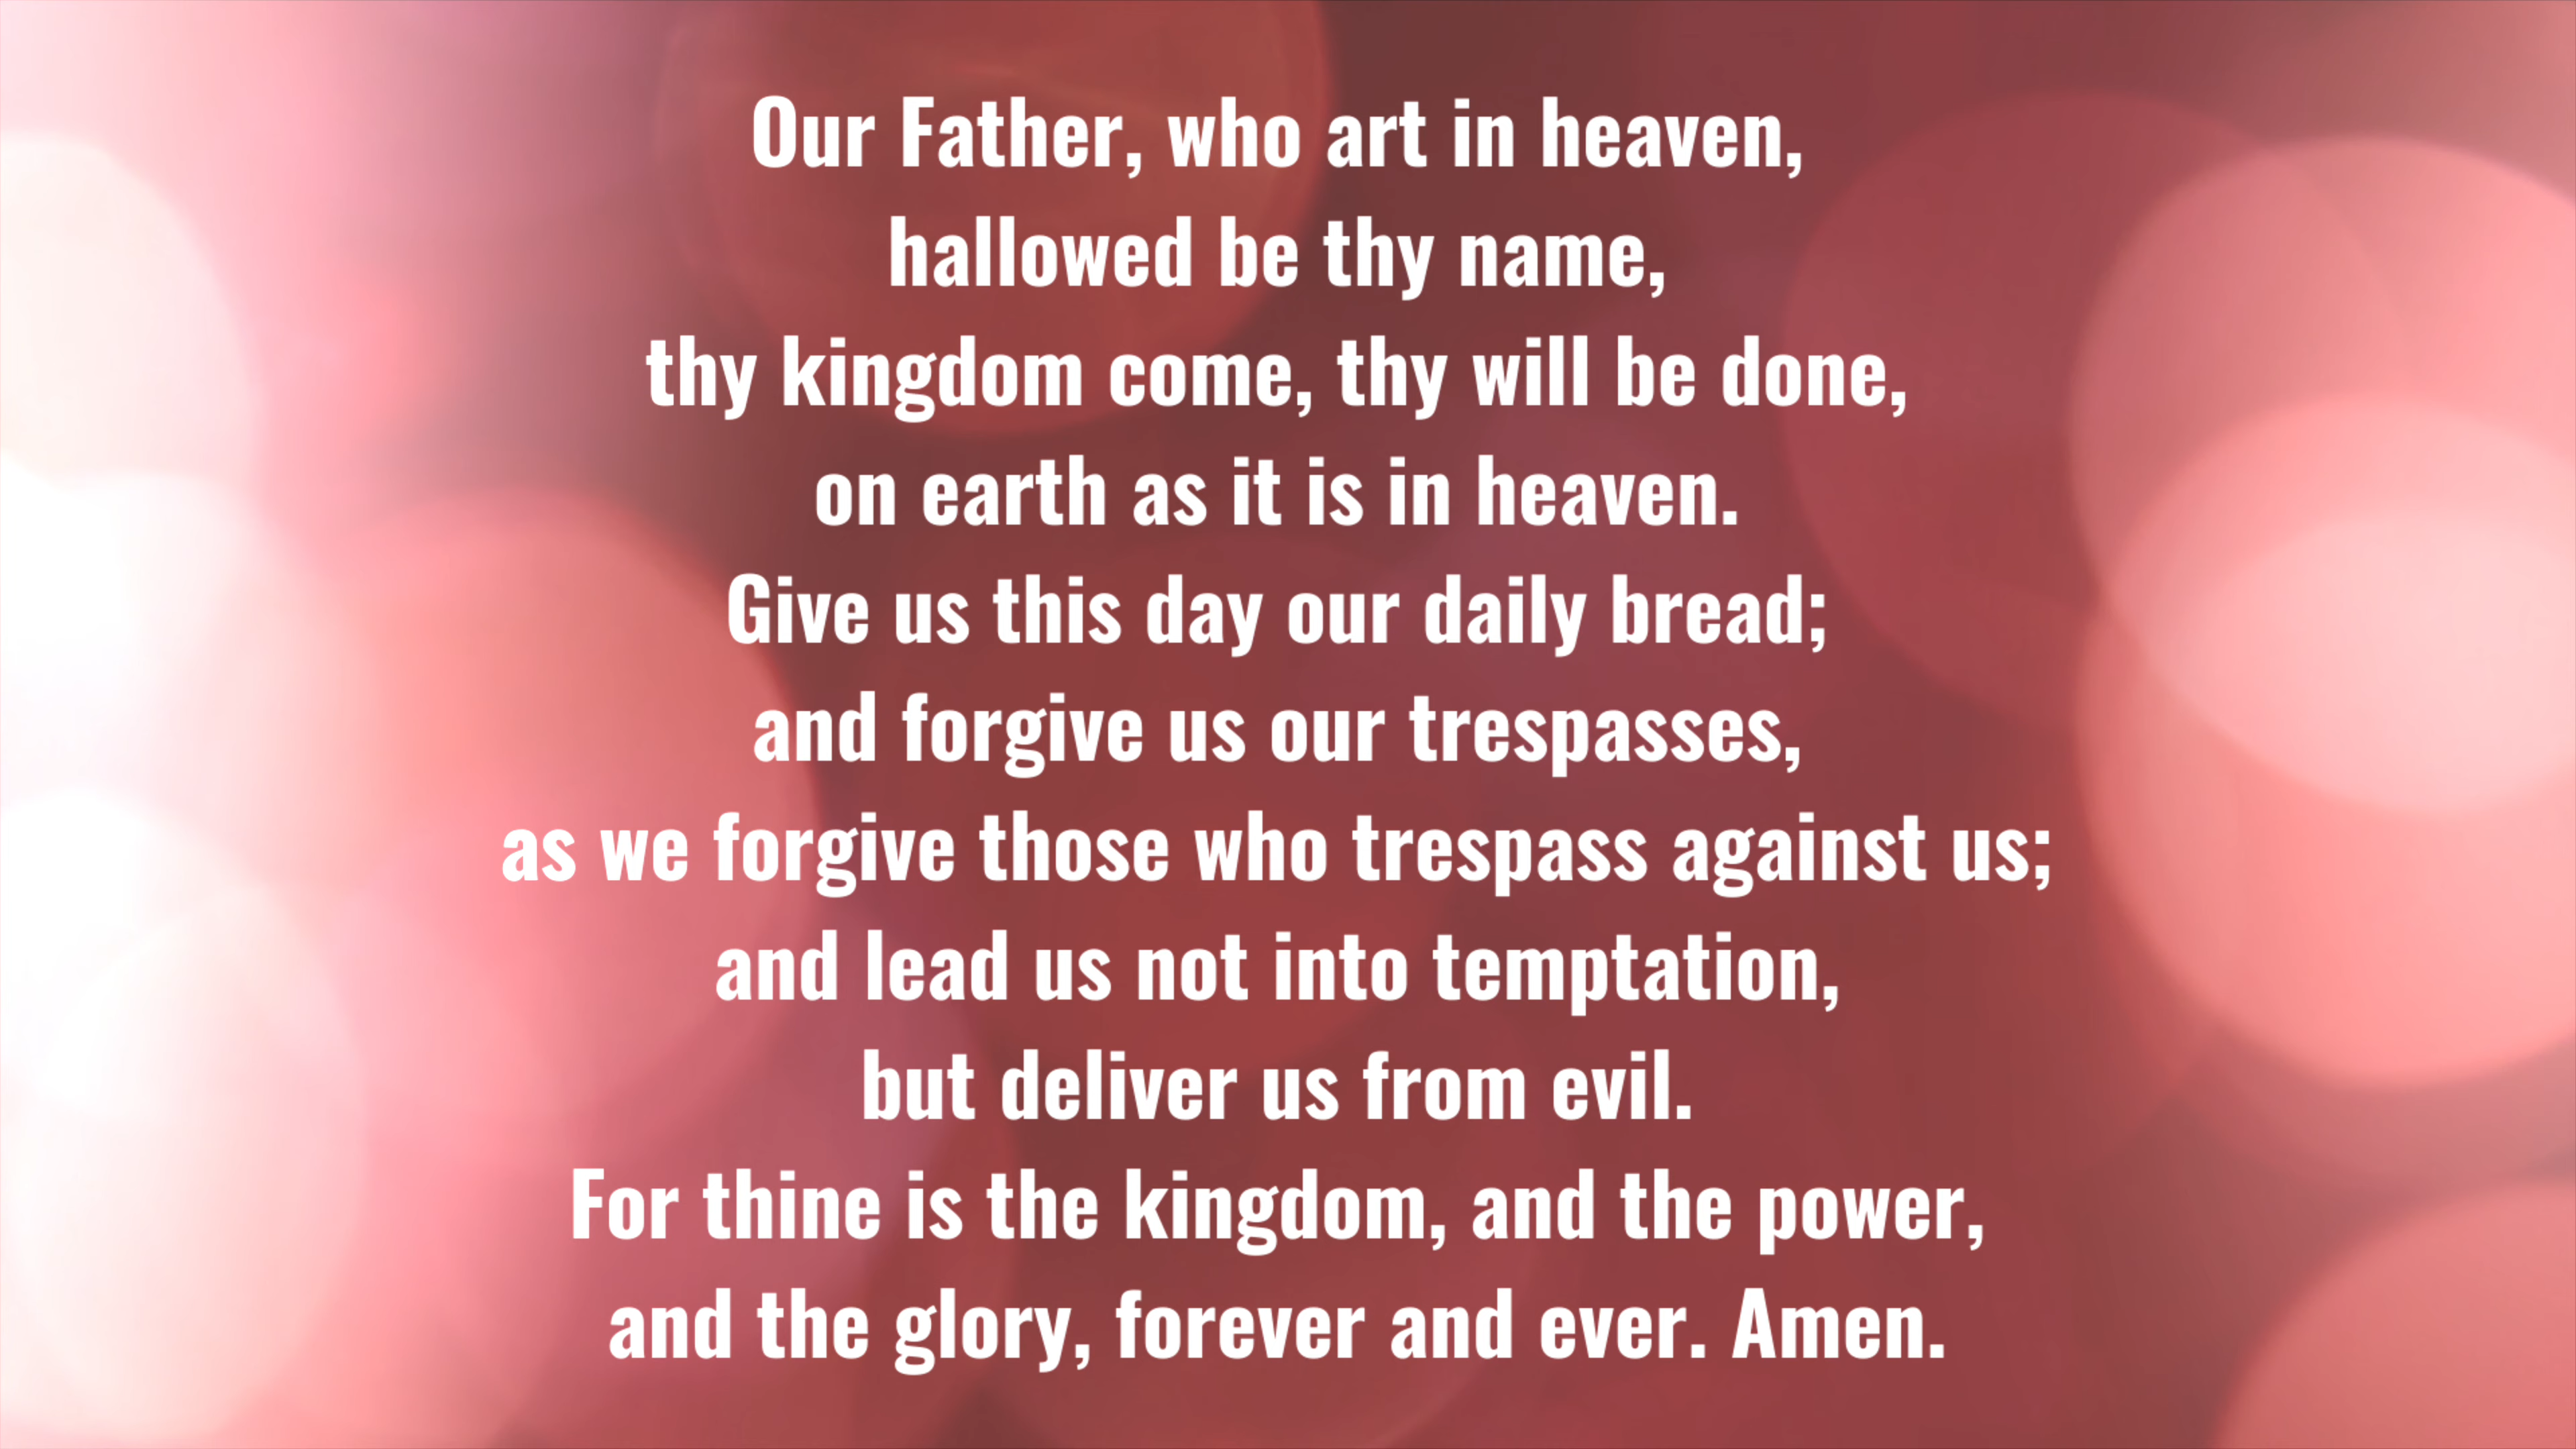 Our Father, who art in heaven,
hallowed be thy name,
thy kingdom come, thy will be done,
on earth as it is in heaven.
Give us this day our daily bread;
and forgive us our trespasses,
as we forgive those who trespass against us;
and lead us not into temptation,
but deliver us from evil.
For thine is the kingdom, and the power,
and the glory, forever and ever. Amen.